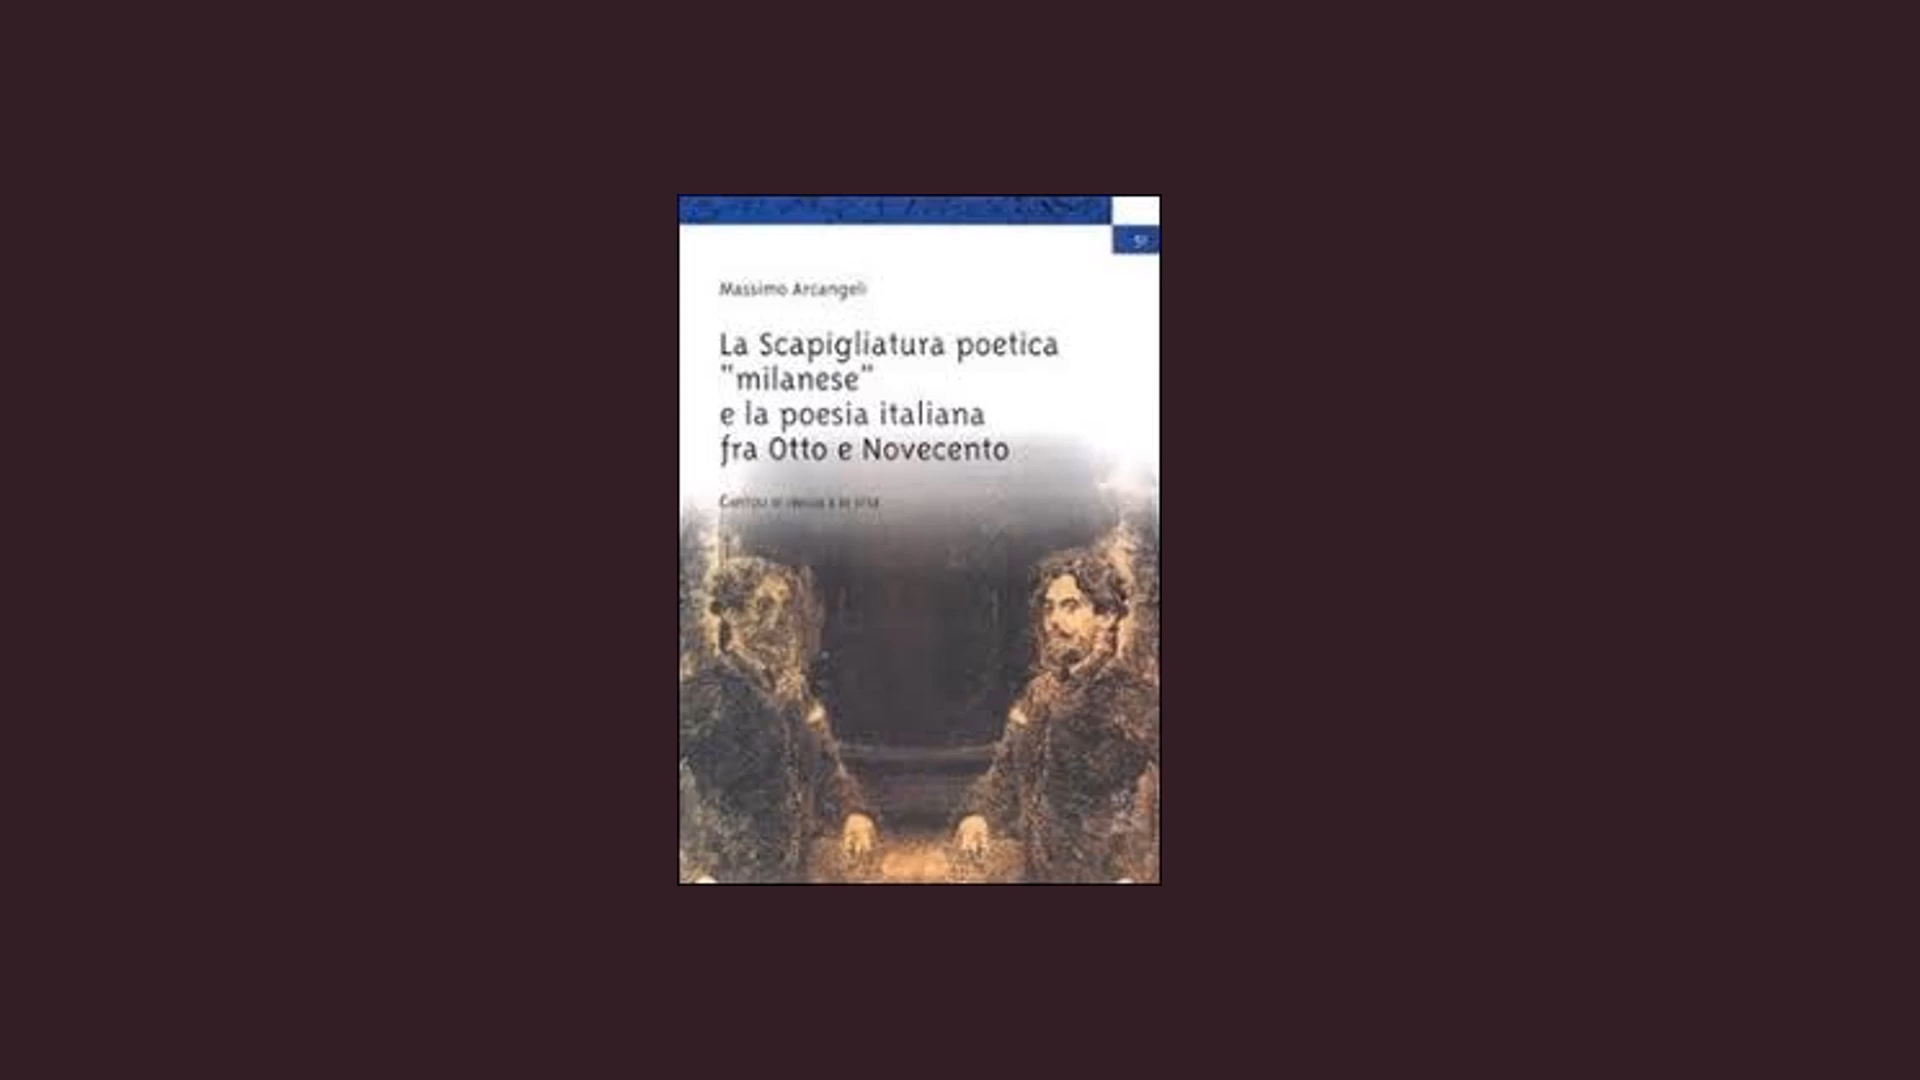 Massimo Arcangeli
La Scapigliatura poetica
"milanese"
e la poesia italiana
fra Otto e Novecento